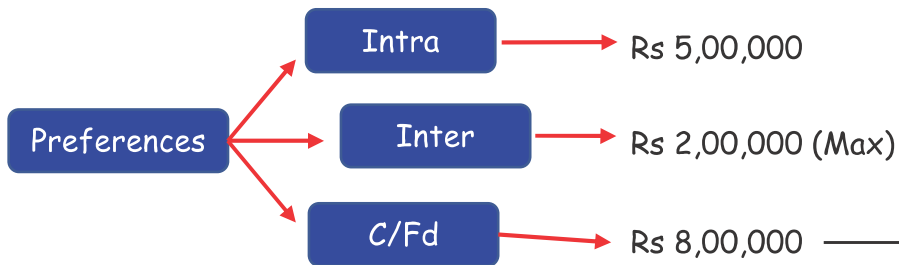 Intra
Rs 5,00,000
Preferences
Inter
Rs 2,00,000 (Max)
C/Fd
Rs 8,00,000